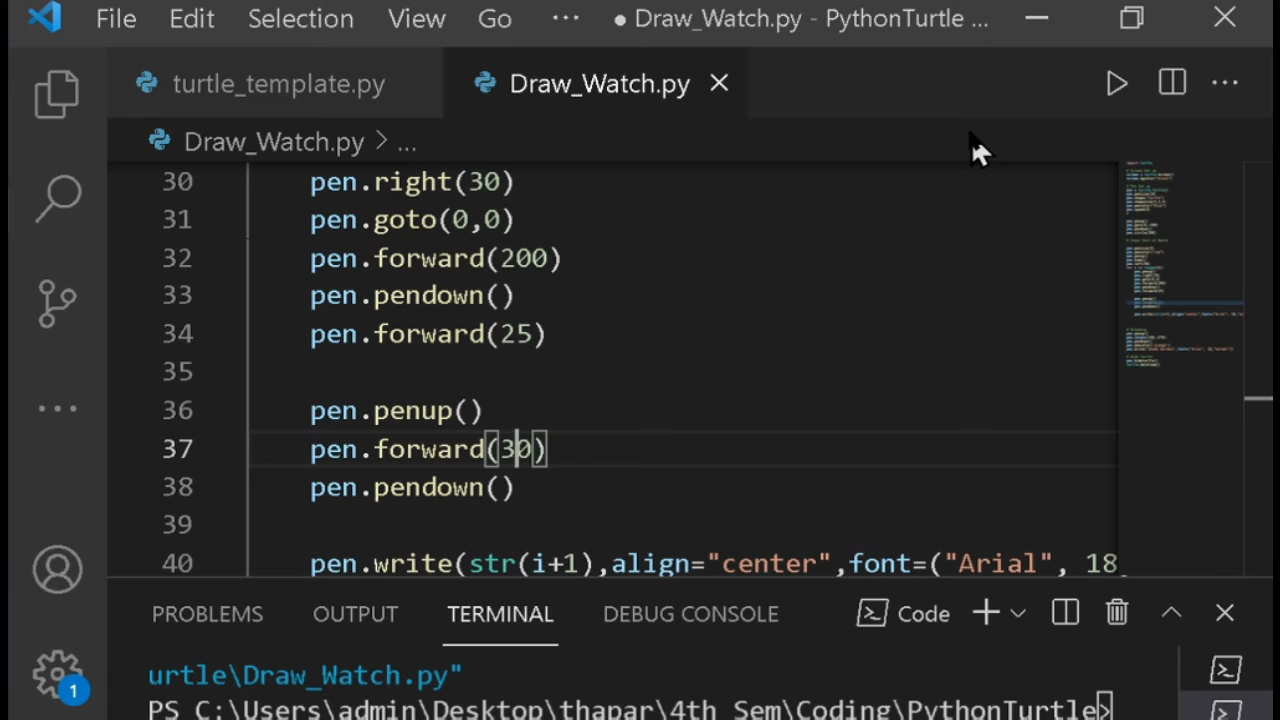 File Edit Selection View Go ··· ● Draw_Watch.py - PythonTurtle ...
turtle_template.py Draw_Watch.py
Draw_Watch.py > ...
30 pen.right(30)
31 pen.goto(0,0)
32 pen.forward(200)
33 pen.pendown()
34 pen.forward(25)
35
36 pen.penup()
37 pen.forward(30)
38 pen.pendown()
39
40 pen.write(str(i+1),align="center",font=("Arial", 18
PROBLEMS OUTPUT TERMINAL DEBUG CONSOLE Code
urtle\Draw_Watch.py"
PS C:\Users\admin\Desktop\thapar\4th Sem\Coding\PythonTurtle>
1